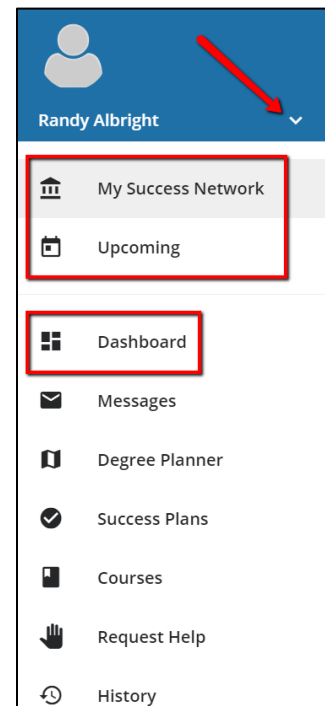 Randy Albright
My Success Network
Upcoming
Dashboard
Messages
Degree Planner
Success Plans
Courses
Request Help
History